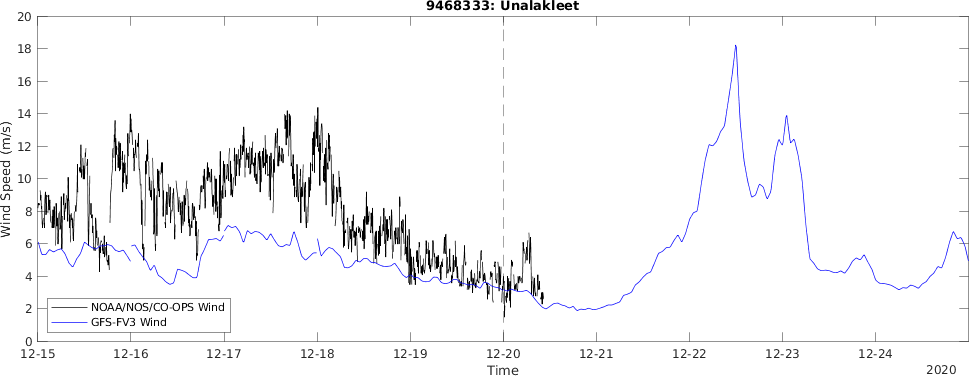 9468333: Unalakleet
20
18
16
14
12
10
8
6
4
2
0
Wind Speed (m/s)
NOAA/NOS/CO-OPS Wind
GFS-FV3 Wind
12-15 12-16 12-17 12-18 12-19 12-20 12-21 12-22 12-23 12-24
Time
2020